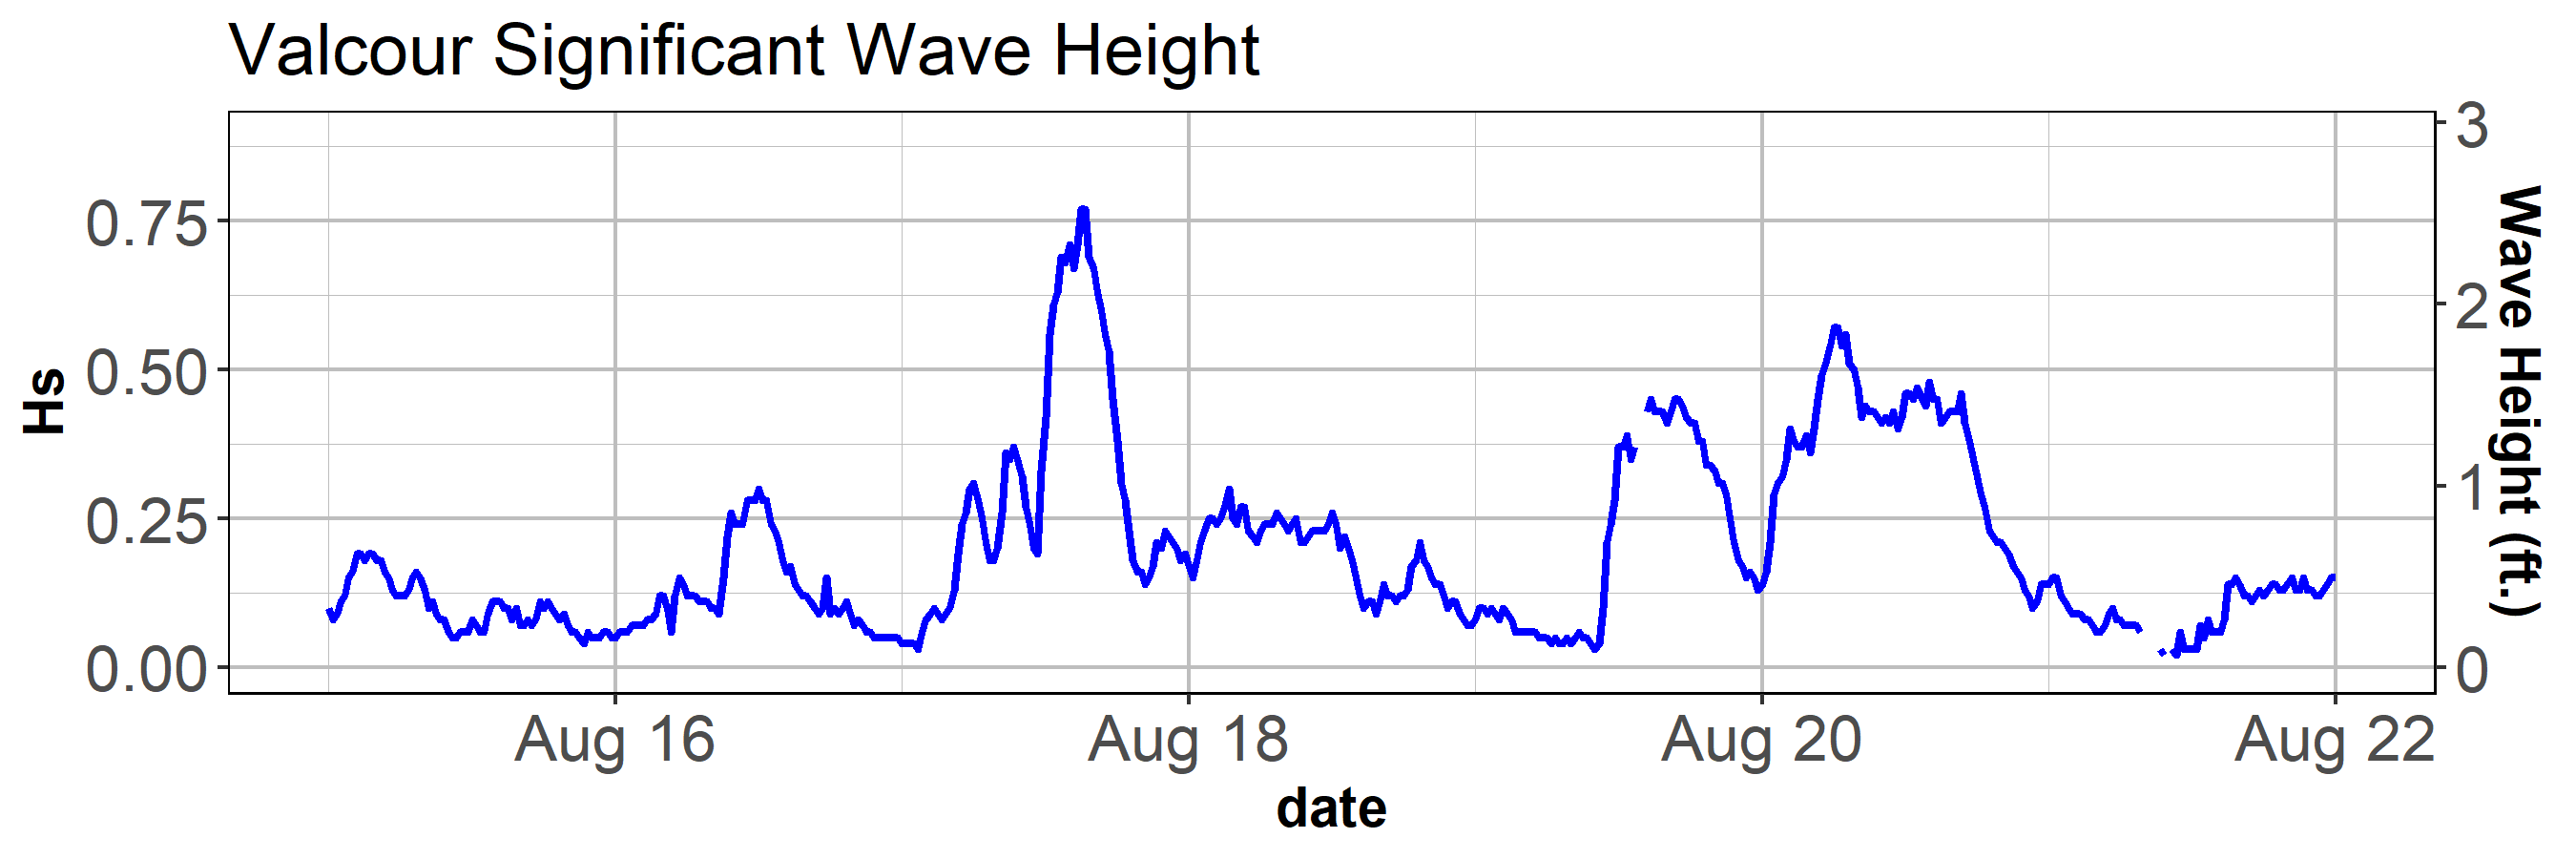 Valcour Significant Wave Height
Hs
0.75
0.50
0.25
0.00
3
2
1
0
Wave Height (ft.)
Aug 16
Aug 18
Aug 20
Aug 22
date